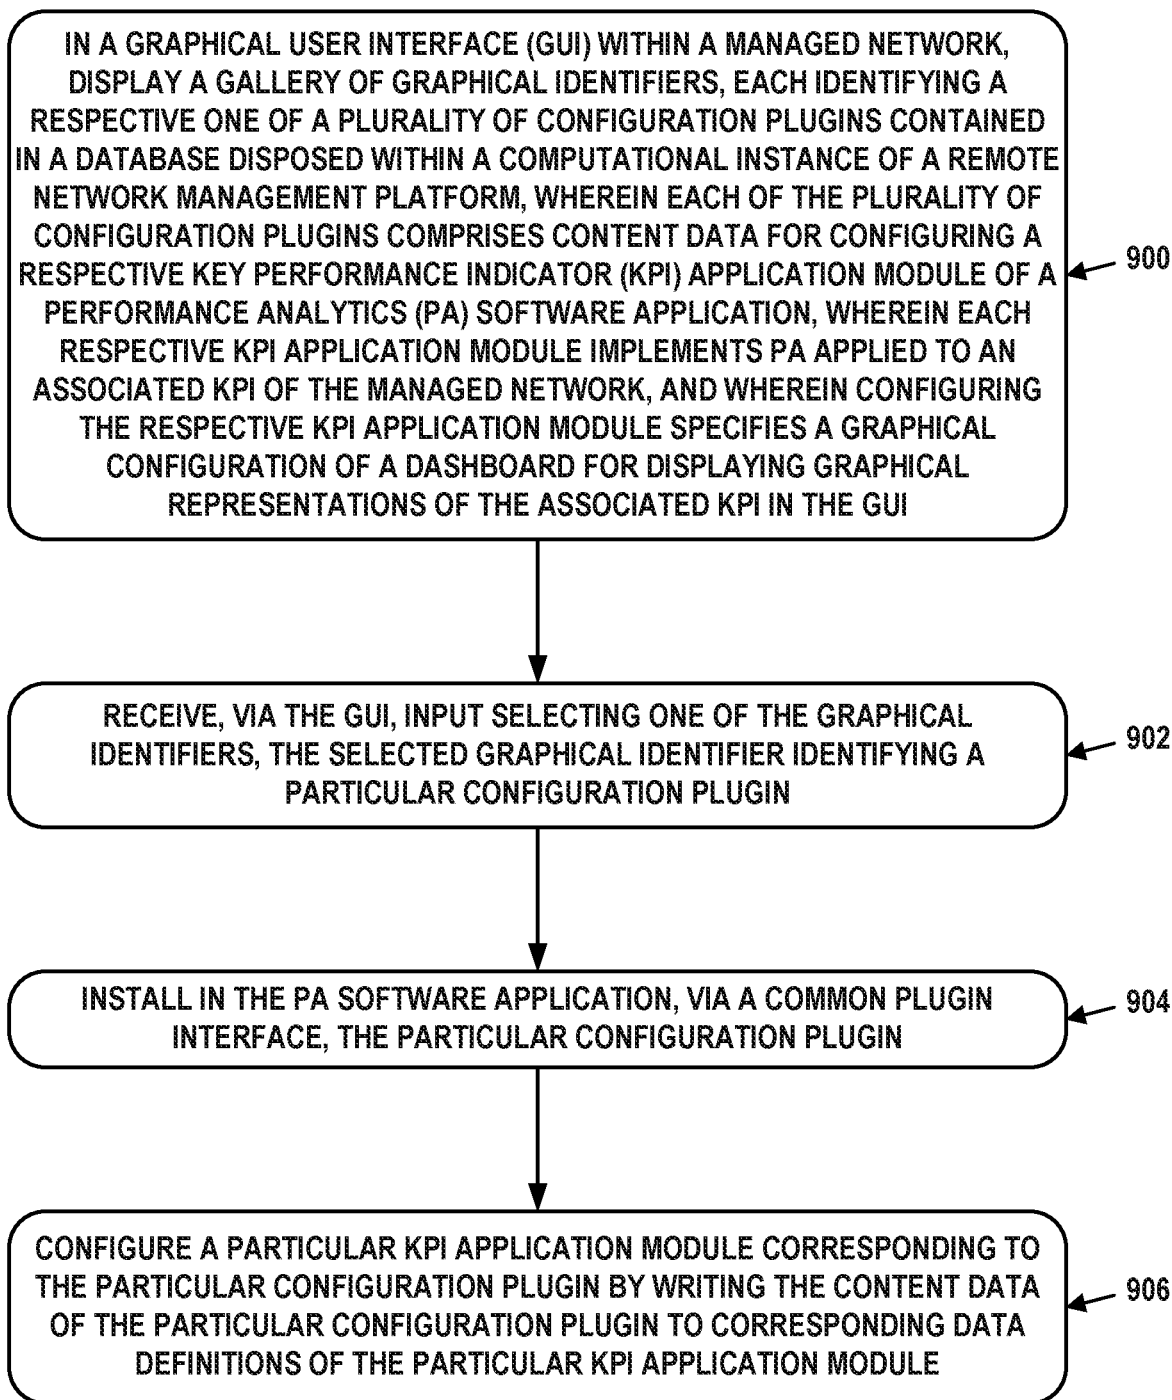 IN A GRAPHICAL USER INTERFACE (GUI) WITHIN A MANAGED NETWORK,
DISPLAY A GALLERY OF GRAPHICAL IDENTIFIERS, EACH IDENTIFYING A
RESPECTIVE ONE OF A PLURALITY OF CONFIGURATION PLUGINS CONTAINED
IN A DATABASE DISPOSED WITHIN A COMPUTATIONAL INSTANCE OF A REMOTE
NETWORK MANAGEMENT PLATFORM, WHEREIN EACH OF THE PLURALITY OF
CONFIGURATION PLUGINS COMPRISES CONTENT DATA FOR CONFIGURING A
RESPECTIVE KEY PERFORMANCE INDICATOR (KPI) APPLICATION MODULE OF A
PERFORMANCE ANALYTICS (PA) SOFTWARE APPLICATION, WHEREIN EACH
RESPECTIVE KPI APPLICATION MODULE IMPLEMENTS PA APPLIED TO AN
ASSOCIATED KPI OF THE MANAGED NETWORK, AND WHEREIN CONFIGURING
THE RESPECTIVE KPI APPLICATION MODULE SPECIFIES A GRAPHICAL
CONFIGURATION OF A DASHBOARD FOR DISPLAYING GRAPHICAL
REPRESENTATIONS OF THE ASSOCIATED KPI IN THE GUI
900
RECEIVE, VIA THE GUI, INPUT SELECTING ONE OF THE GRAPHICAL
IDENTIFIERS, THE SELECTED GRAPHICAL IDENTIFIER IDENTIFYING A
PARTICULAR CONFIGURATION PLUGIN
902
INSTALL IN THE PA SOFTWARE APPLICATION, VIA A COMMON PLUGIN
INTERFACE, THE PARTICULAR CONFIGURATION PLUGIN
904
CONFIGURE A PARTICULAR KPI APPLICATION MODULE CORRESPONDING TO
THE PARTICULAR CONFIGURATION PLUGIN BY WRITING THE CONTENT DATA
OF THE PARTICULAR CONFIGURATION PLUGIN TO CORRESPONDING DATA
DEFINITIONS OF THE PARTICULAR KPI APPLICATION MODULE
906